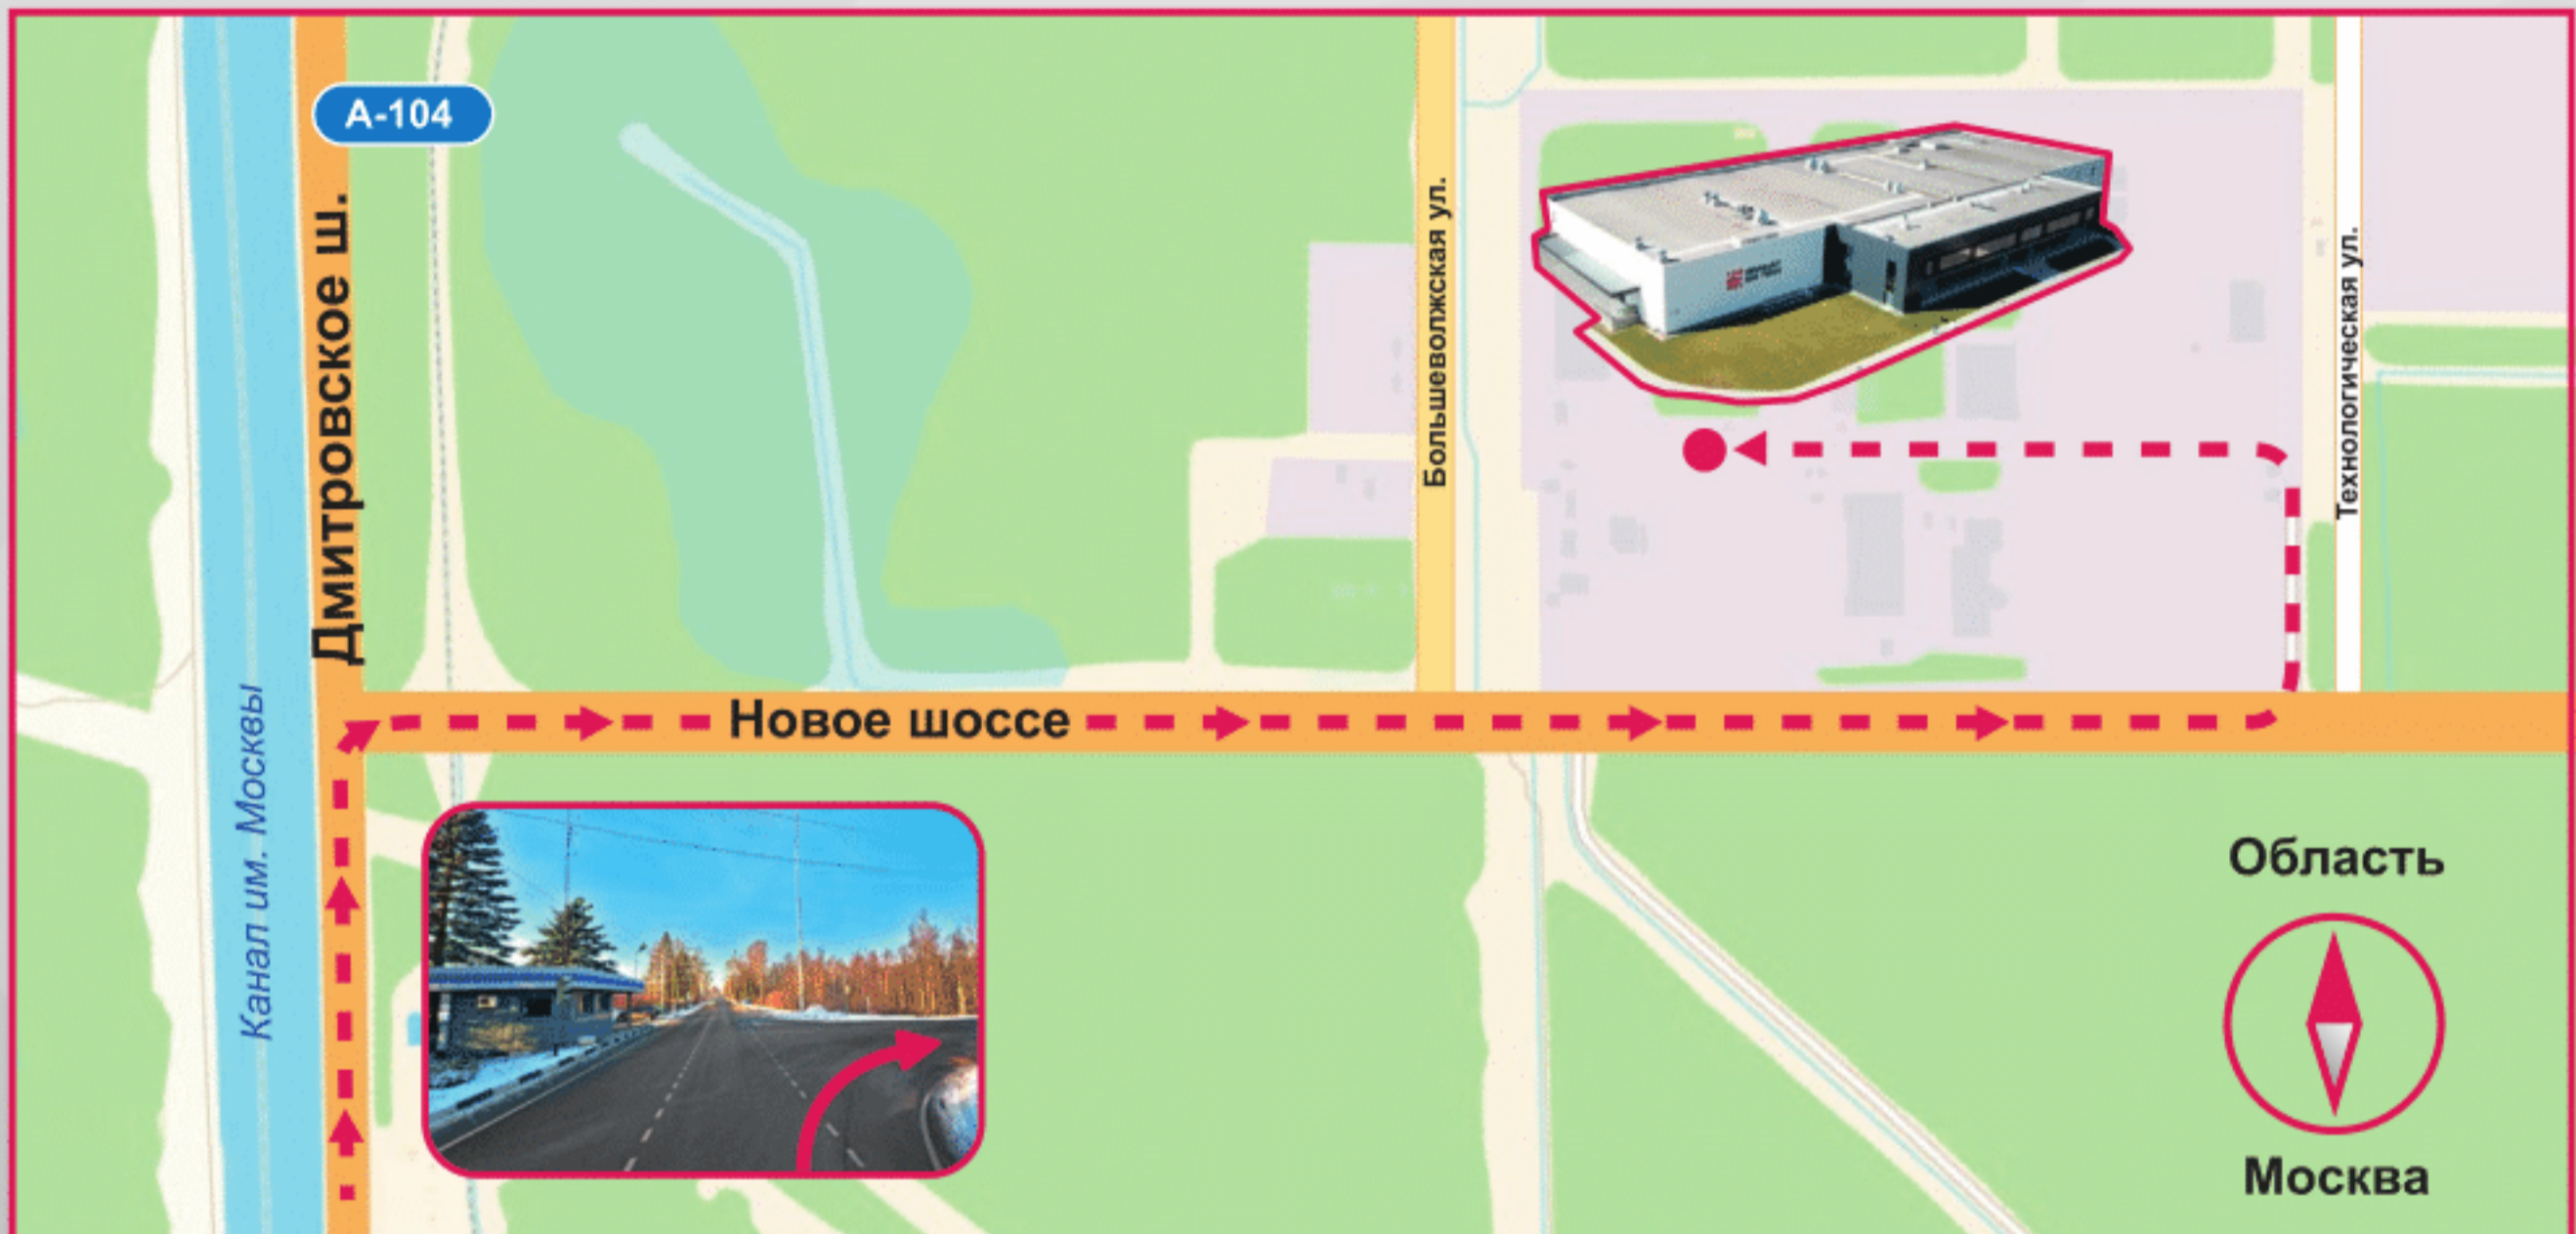 А-104
Дмитровское ш.
Большеволжская ул.
Технологическая ул.
Новое шоссе
Канал им. Москвы
Область
Москва